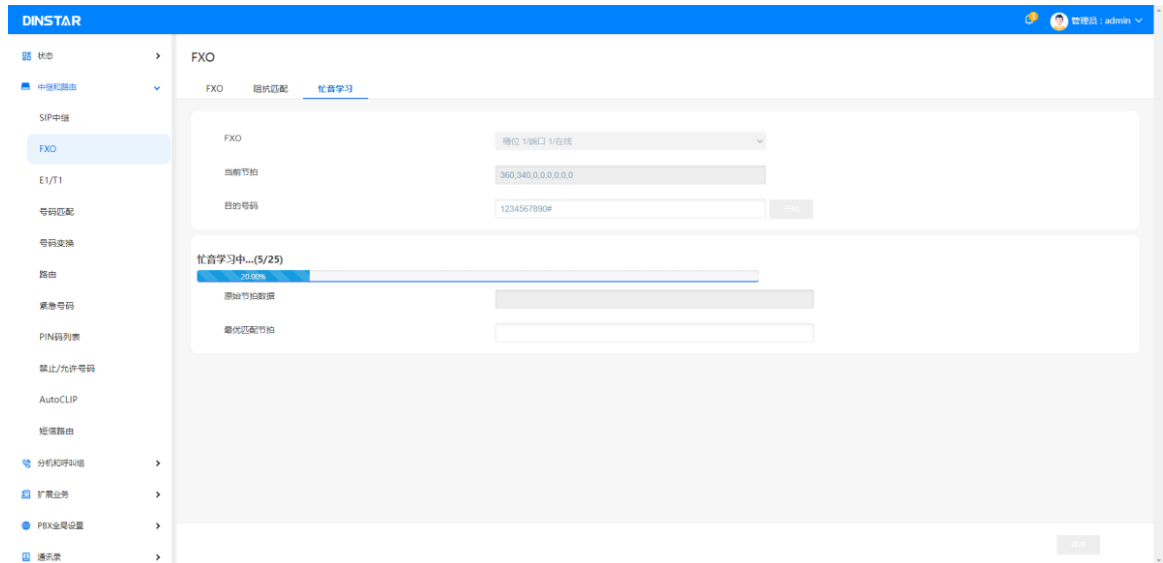 DINSTAR
管理员：admin
状态
中继和路由
SIP中继
FXO
E1/T1
号码匹配
号码变换
路由
紧急号码
PIN码列表
禁止/允许号码
AutoCLIP
短信路由
分机和呼叫组
扩展业务
PBX全局设置
通讯录
FXO
FXO 阻抗匹配 忙音学习
FXO 槽位 1/端口 1/在线
当前节拍 360,340,0,0,0,0,0,0
目的号码 1234567890# 开始
忙音学习中...(5/25)
20.00%
原始节拍数据
最优匹配节拍
保存